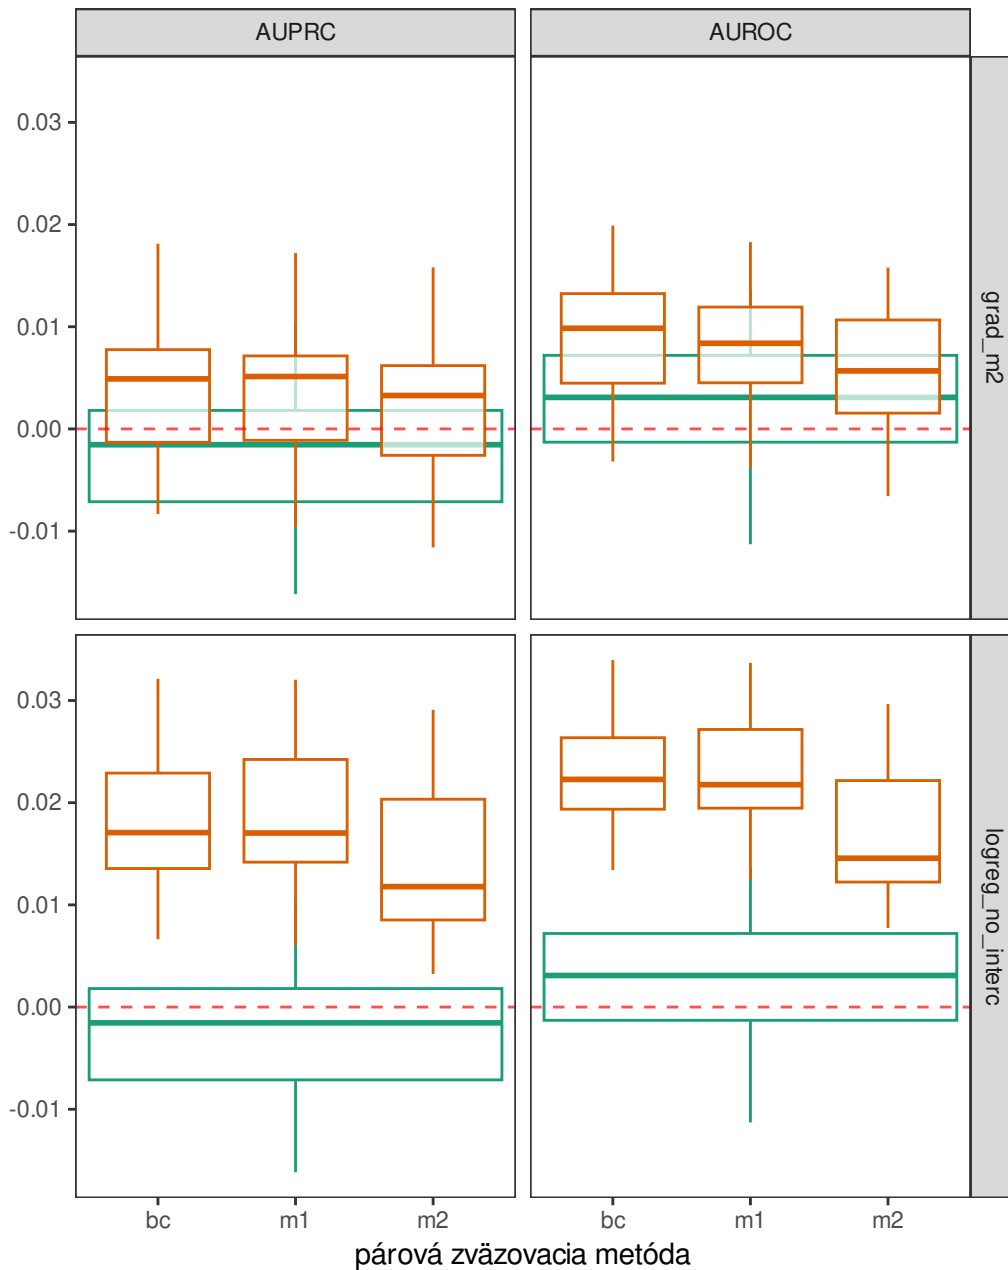 AUPRC
AUROC
0.03
0.02
0.01
0.00
-0.01
grad_m2
0.03
0.02
0.01
0.00
-0.01
logreg_no_interc
bc
m1
m2
bc
m1
m2
párová zväzovacia metóda